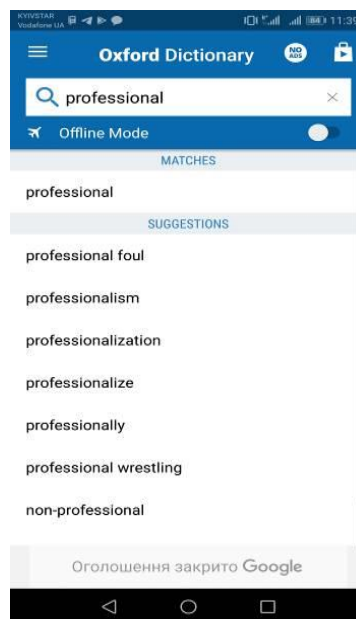 KYIVSTAR
Vodafone UA
84 11:39
Oxford Dictionary NO ADS
professional
Offline Mode
MATCHES
professional
SUGGESTIONS
professional foul
professionalism
professionalization
professionalize
professionally
professional wrestling
non-professional
Оголошення закрито Google